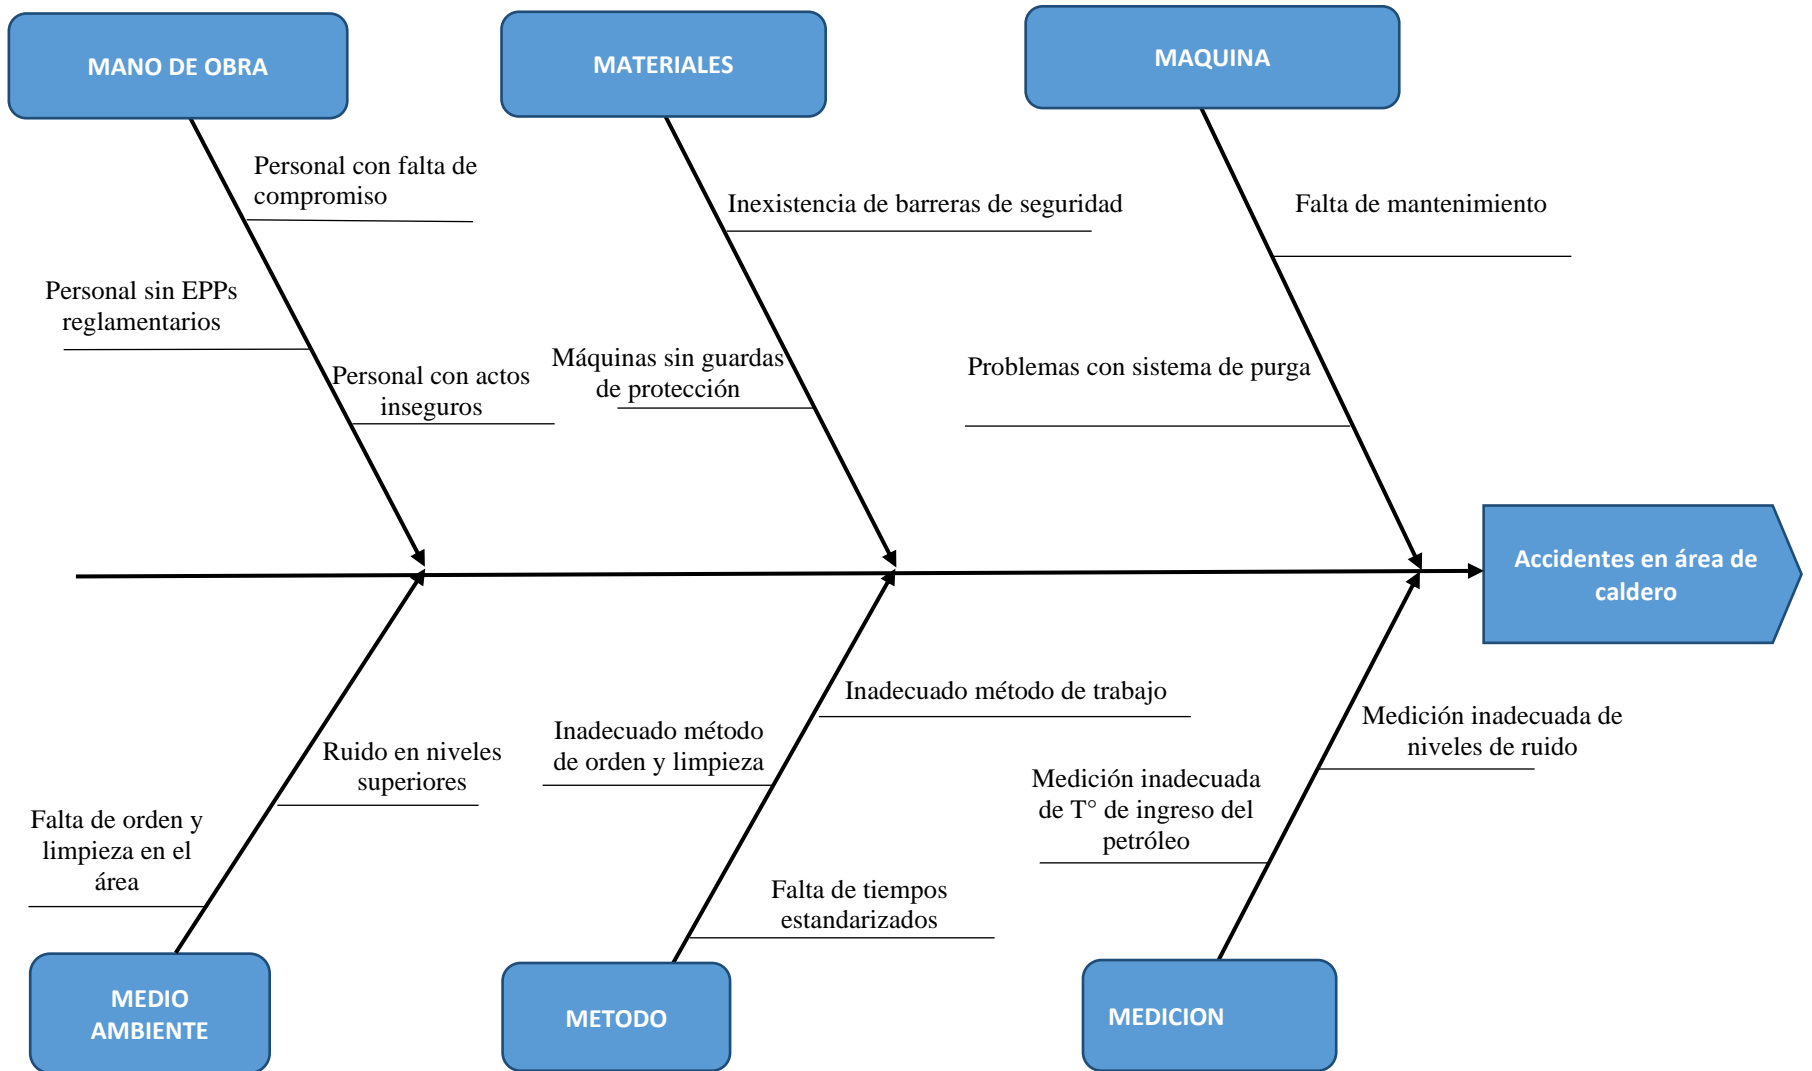 MANO DE OBRA
MATERIALES
MAQUINA
Personal con falta de
compromiso
Inexistencia de barreras de seguridad
Falta de mantenimiento
Personal sin EPPs
reglamentarios
Personal con actos
inseguros
Máquinas sin guardas
de protección
Problemas con sistema de purga
Accidentes en área de
caldero
Ruido en niveles
superiores
Falta de orden y
limpieza en el
área
Inadecuado método de trabajo
Inadecuado método
de orden y limpieza
Falta de tiempos
estandarizados
Medición inadecuada de
niveles de ruido
Medición inadecuada
de T° de ingreso del
petróleo
MEDIO
AMBIENTE
METODO
MEDICION